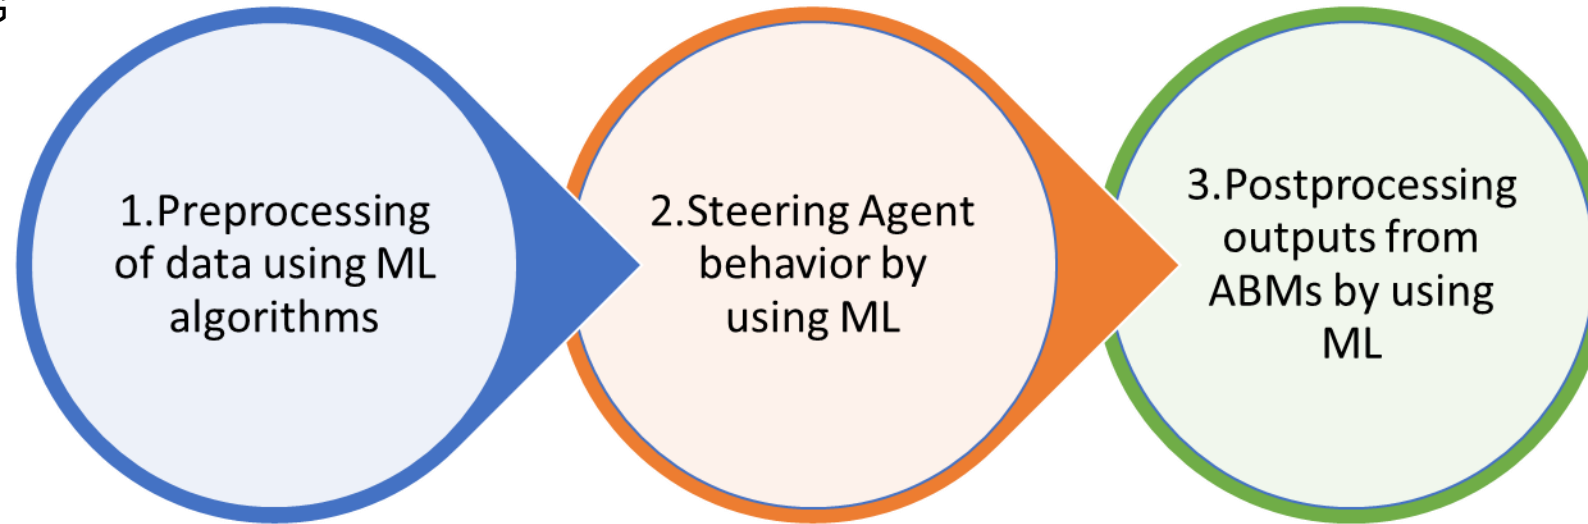 1.Preprocessing
of data using ML
algorithms
2.Steering Agent
behavior by
using ML
3.Postprocessing
outputs from
ABMs by using
ML